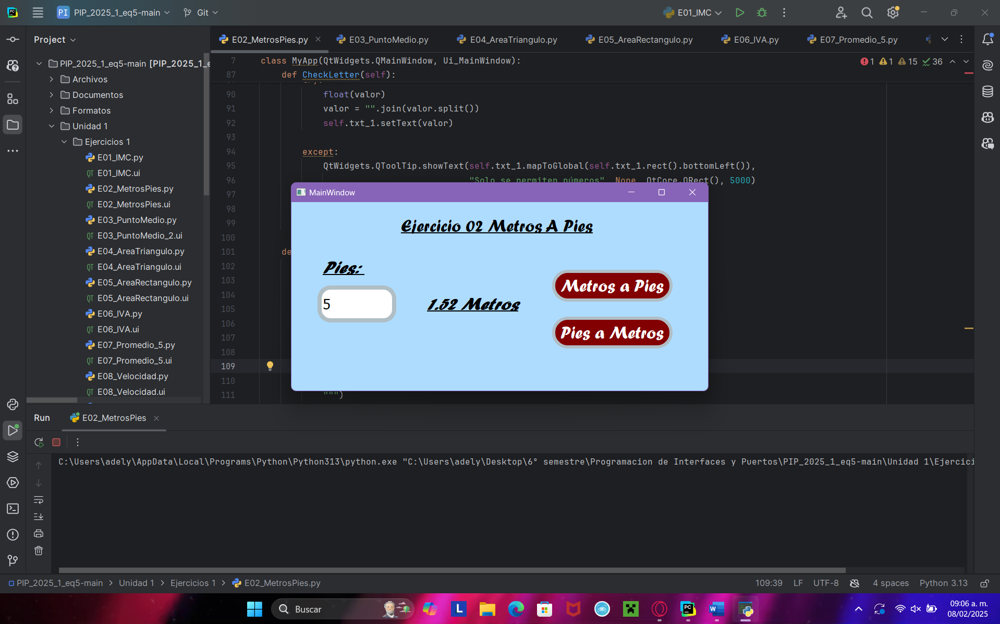 PI PIP_2025_1_eq5-main
Git
E01_IMC
Project
E02_MetrosPies.py
E03_PuntoMedio.py
E04_AreaTriangulo.py
E05_AreaRectangulo.py
E06_IVA.py
E07_Promedio_5.py
PIP_2025_1_eq5-main [PIP_2025_1_e
Archivos
Documentos
Formatos
Unidad 1
Ejercicios 1
E01_IMC.py
E01_IMC.ui
E02_MetrosPies.py
E02_MetrosPies.ui
E03_PuntoMedio.py
E03_PuntoMedio_2.ui
E04_AreaTriangulo.py
E04_AreaTriangulo.ui
E05_AreaRectangulo.py
E05_AreaRectangulo.ui
E06_IVA.py
E06_IVA.ui
E07_Promedio_5.py
E07_Promedio_5.ui
E08_Velocidad.py
E08_Velocidad.ui
7 class MyApp(QtWidgets.QMainWindow, Ui_MainWindow):
1 1 15 36
87 def CheckLetter(self):
90 float(valor)
91 valor = "".join(valor.split())
92 self.txt_1.setText(valor)
93
94 except:
95 QtWidgets.QToolTip.showText(self.txt_1.mapToGlobal(self.txt_1.rect().bottomLeft()),
96 "Solo se permiten números", None, QtCore.QRect(), 5000)
97
98
99
100
101 de
102
103
104
105
106
107
108
109
110
111 """)
MainWindow
Ejercicio 02 Metros A Pies
Pies:
5
1.52 Metros
Metros a Pies
Pies a Metros
Run
E02_MetrosPies
C:\Users\adely\AppData\Local\Programs\Python\Python313\python.exe "C:\Users\adely\Desktop\6° semestre\Programacion de Interfaces y Puertos\PIP_2025_1_eq5-main\Unidad 1\Ejercici
PIP_2025_1_eq5-main > Unidad 1 > Ejercicios 1 > E02_MetrosPies.py
109:39 LF UTF-8 4 spaces Python 3.13
Buscar
09:06 a. m.
08/02/2025